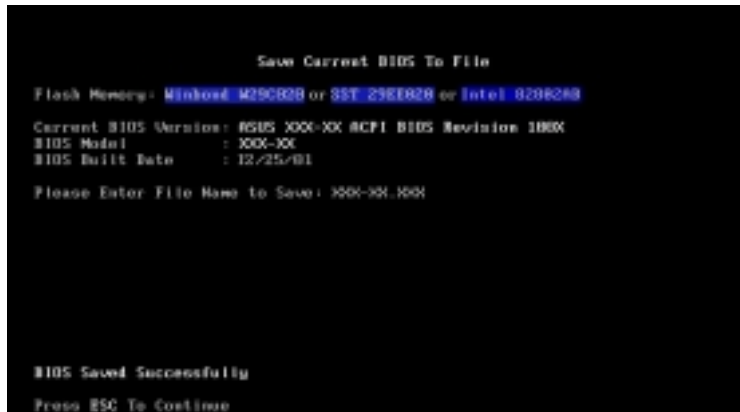 Save Current BIOS To File
Flash Memory: Winbond W29C020 or SST 29EE020 or Intel 82802AB
Current BIOS Version: ASUS XXX-XX ACPI BIOS Revision 100X
BIOS Model : XXX-XX
BIOS Built Date : 12/25/01
Please Enter File Name to Save: XXX-XX.XXX
BIOS Saved Successfully
Press ESC To Continue